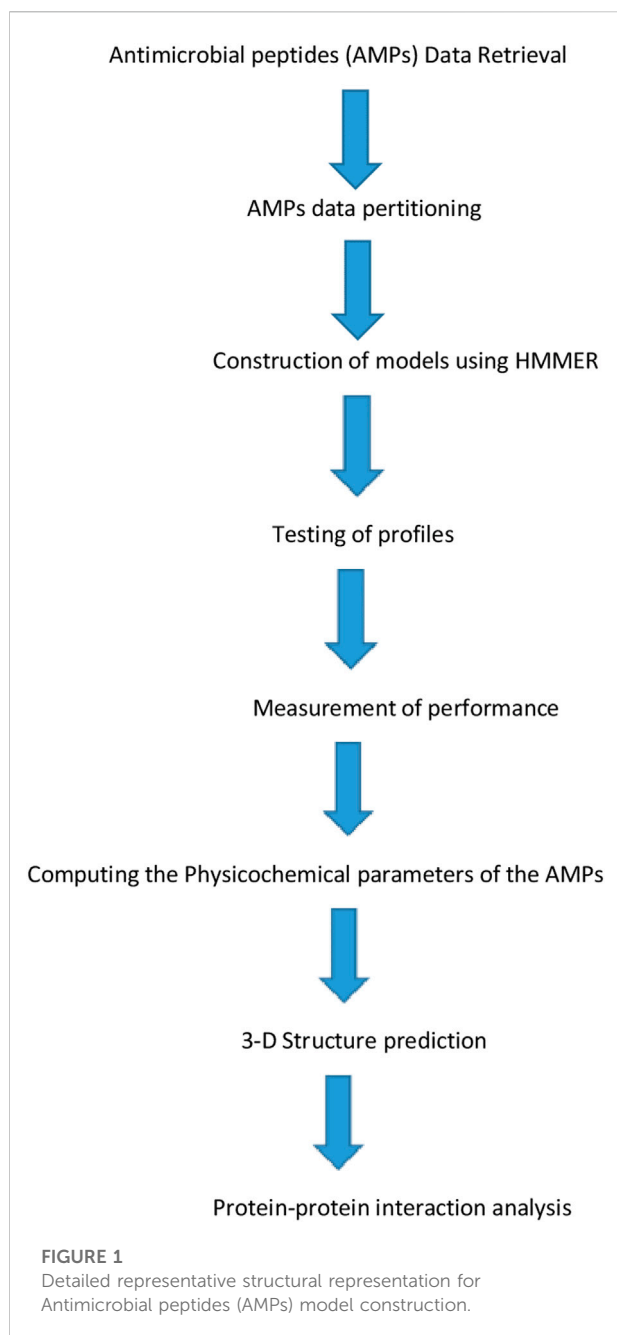 Antimicrobial peptides (AMPs) Data Retrieval
AMPs data pertitioning
Construction of models using HMMER
Testing of profiles
Measurement of performance
Computing the Physicochemical parameters of the AMPs
3-D Structure prediction
Protein-protein interaction analysis
FIGURE 1
Detailed representative structural representation for
Antimicrobial peptides (AMPs) model construction.